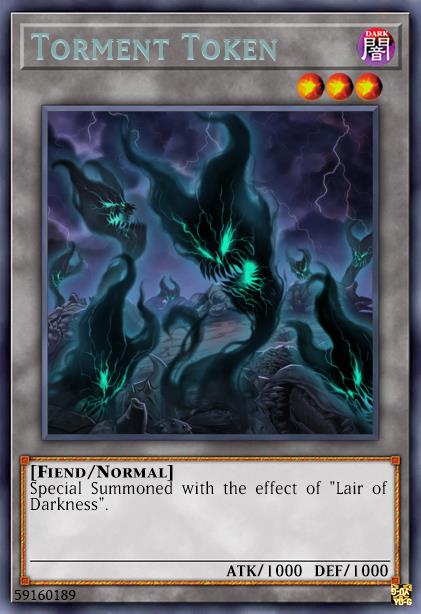 TORMENT TOKEN
DARK
闇
[FIEND/NORMAL]
Special Summoned with the effect of "Lair of
Darkness".
ATK/1000 DEF/1000
59160189